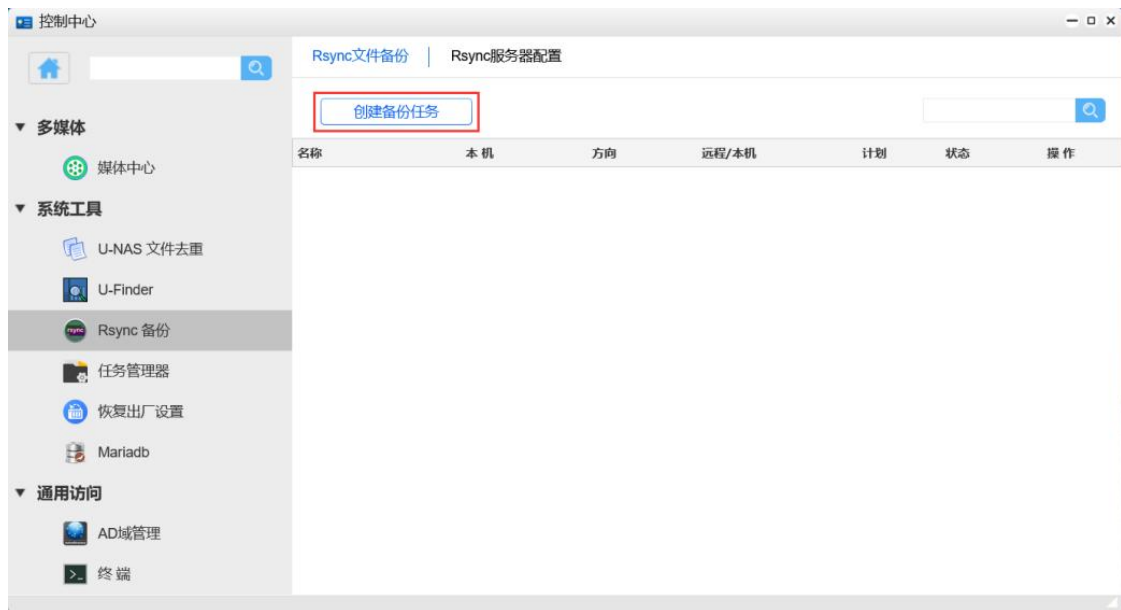 控制中心
Rsync文件备份
Rsync服务器配置
创建备份任务
名称 本 机 方向 远程/本机 计划 状态 操 作
多媒体
媒体中心
系统工具
U-NAS 文件去重
U-Finder
Rsync 备份
任务管理器
恢复出厂设置
Mariadb
通用访问
AD域管理
终 端